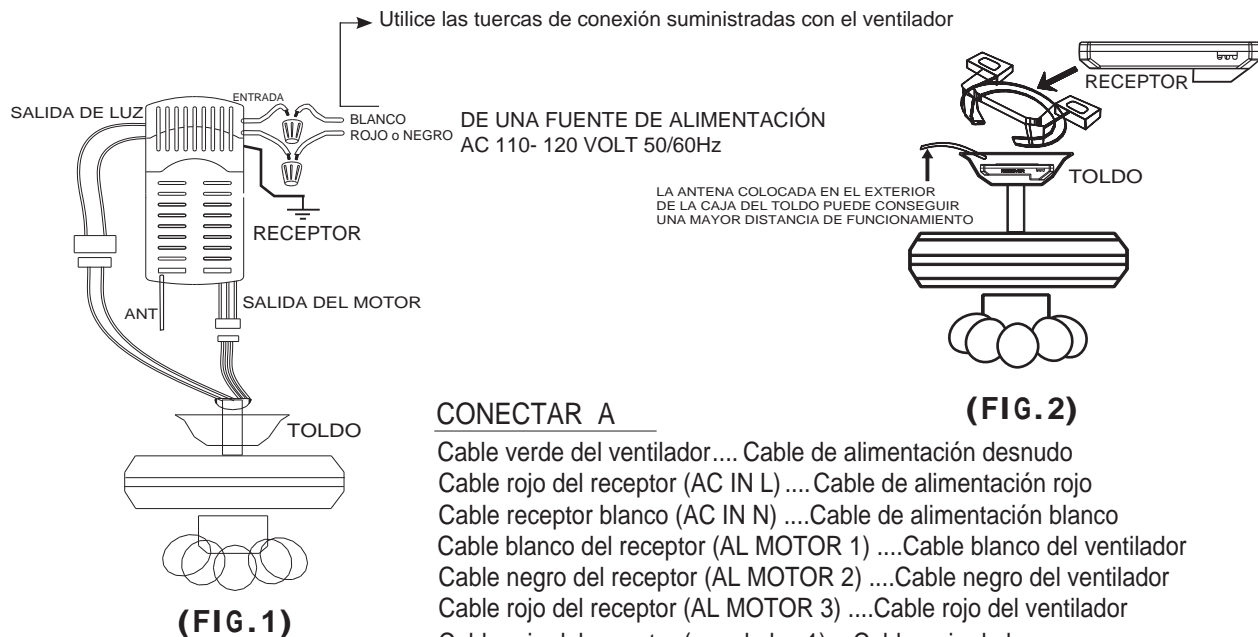 Utilice las tuercas de conexión suministradas con el ventilador
SALIDA DE LUZ
ENTRADA
BLANCO
ROJO o NEGRO
DE UNA FUENTE DE ALIMENTACIÓN
AC 110- 120 VOLT 50/60Hz
RECEPTOR
ANT
SALIDA DEL MOTOR
TOLDO
(FIG.1)
RECEPTOR
TOLDO
LA ANTENA COLOCADA EN EL EXTERIOR
DE LA CAJA DEL TOLDO PUEDE CONSEGUIR
UNA MAYOR DISTANCIA DE FUNCIONAMIENTO
(FIG.2)
CONECTAR A
Cable verde del ventilador.... Cable de alimentación desnudo
Cable rojo del receptor (AC IN L) .... Cable de alimentación rojo
Cable receptor blanco (AC IN N) ....Cable de alimentación blanco
Cable blanco del receptor (AL MOTOR 1) ....Cable blanco del ventilador
Cable negro del receptor (AL MOTOR 2) ....Cable negro del ventilador
Cable rojo del receptor (AL MOTOR 3) ....Cable rojo del ventilador